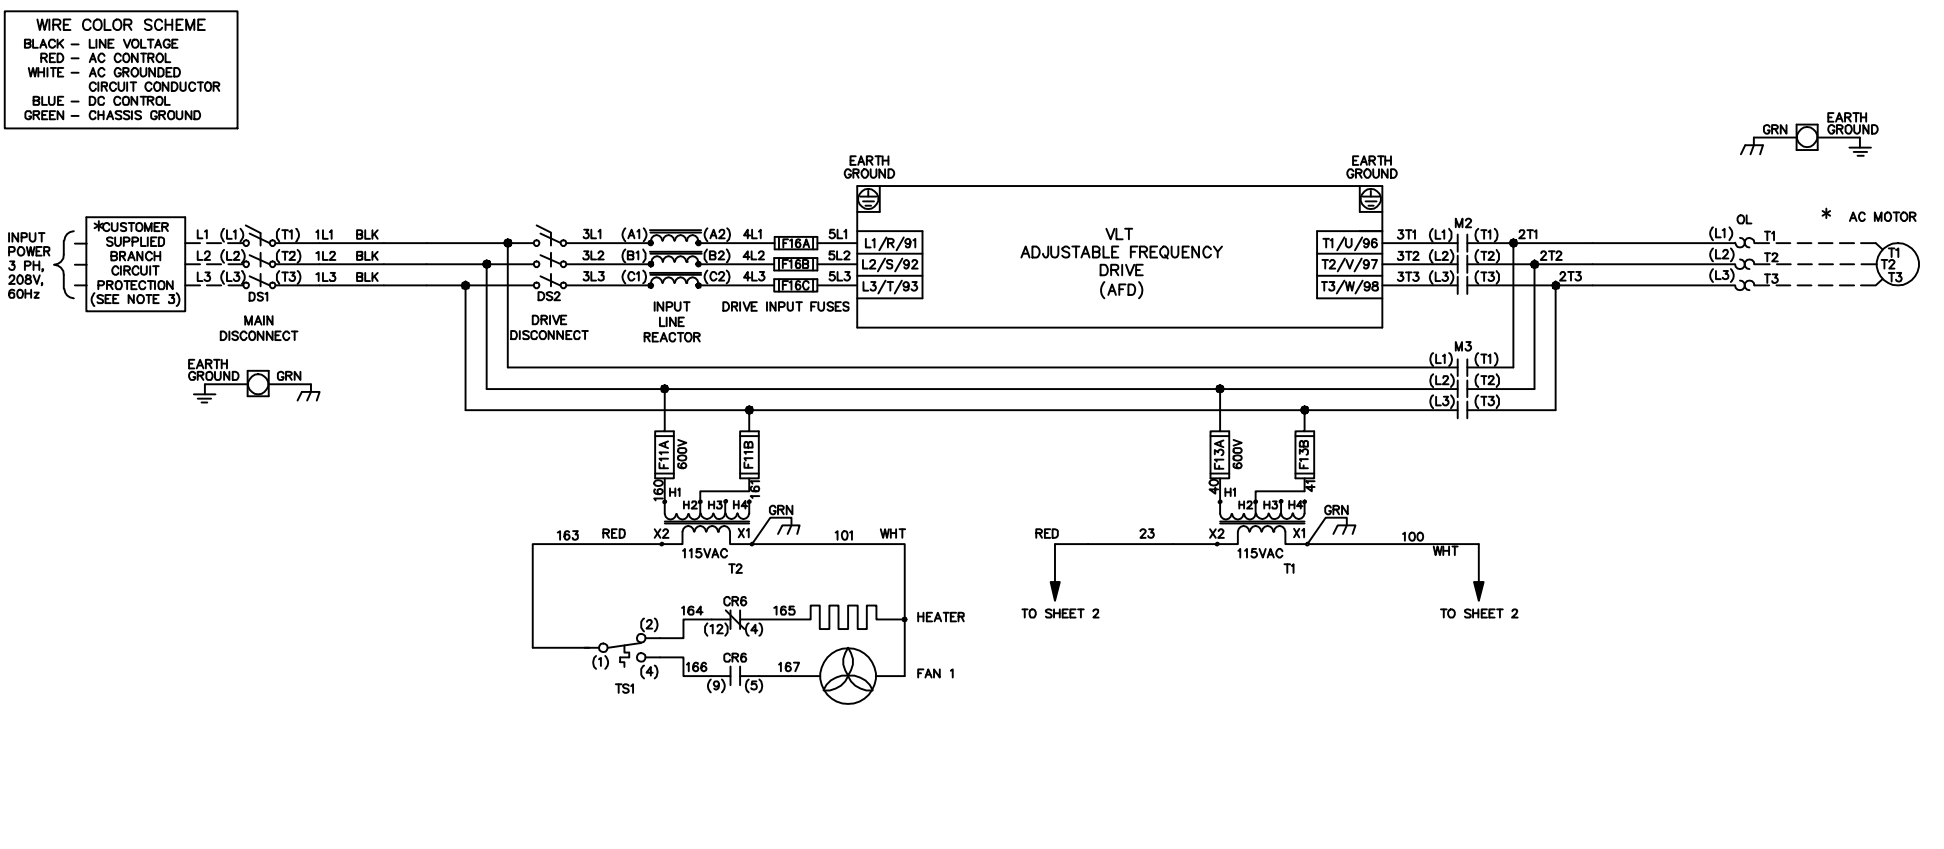 WIRE COLOR SCHEME
BLACK – LINE VOLTAGE
RED – AC CONTROL
WHITE – AC GROUNDED
CIRCUIT CONDUCTOR
BLUE – DC CONTROL
GREEN – CHASSIS GROUND
GRN
EARTH
GROUND
EARTH
GROUND
EARTH
GROUND
INPUT
POWER
3 PH,
208V,
60Hz
*CUSTOMER
SUPPLIED
BRANCH
CIRCUIT
PROTECTION
(SEE NOTE 3)
L1 (L1) (T1) 1L1 BLK
L2 (L2) (T2) 1L2 BLK
L3 (L3) (T3) 1L3 BLK
DS1
MAIN
DISCONNECT
DS2
DRIVE
DISCONNECT
3L1 (A1) (A2) 4L1 F16A 5L1
3L2 (B1) (B2) 4L2 F16B 5L2
3L3 (C1) (C2) 4L3 F16C 5L3
INPUT
LINE
REACTOR
DRIVE INPUT FUSES
L1/R/91
L2/S/92
L3/T/93
VLT
ADJUSTABLE FREQUENCY
DRIVE
(AFD)
T1/U/96
T2/V/97
T3/W/98
M2
3T1 (L1) (T1) 2T1
3T2 (L2) (T2) 2T2
3T3 (L3) (T3) 2T3
OL
(L1) T1
(L2) T2
(L3) T3
* AC MOTOR
T1
T2
T3
M3
(L1) (T1)
(L2) (T2)
(L3) (T3)
EARTH
GROUND
GRN
F11A
600V
F11B
160
161
H1
H2 H3 H4
GRN
163 RED X2 X1 101 WHT
115VAC
T2
F13A
600V
F13B
40
41
H1
H2 H3 H4
GRN
RED 23 X2 X1 100
WHT
115VAC
T1
TO SHEET 2
TO SHEET 2
CR6
164 165
(12) (4)
HEATER
(2)
(1)
(4)
TS1
CR6
166 167
(9) (5)
FAN 1